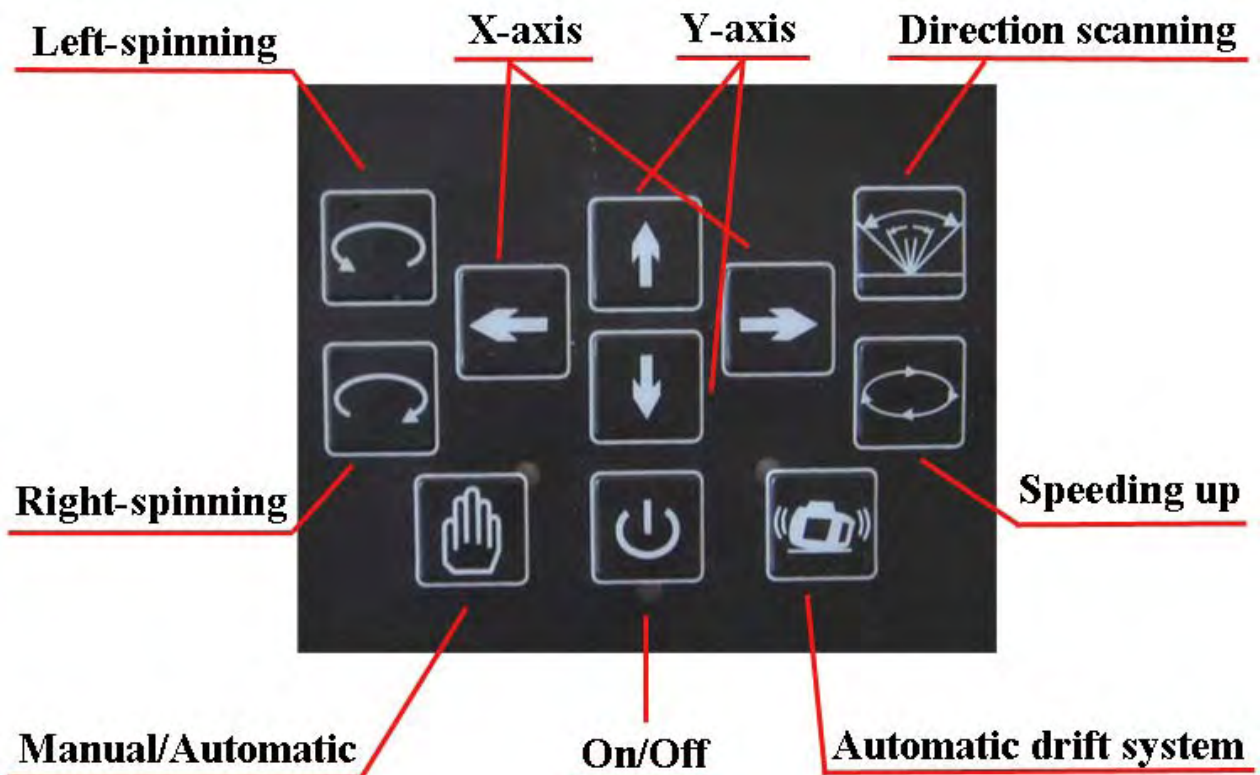 Left-spinning
X-axis
Y-axis
Direction scanning
Right-spinning
Speeding up
Manual/Automatic
On/Off
Automatic drift system